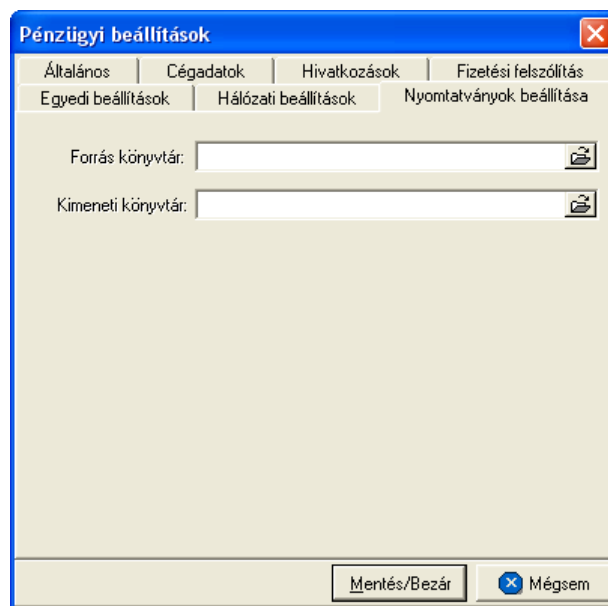 Pénzügyi beállítások
Általános Cégadatok Hivatkozások Fizetési felszólítás
Egyedi beállítások Hálózati beállítások Nyomtatványok beállítása
Forrás könyvtár:
Kimeneti könyvtár:
Mentés/Bezár Mégsem